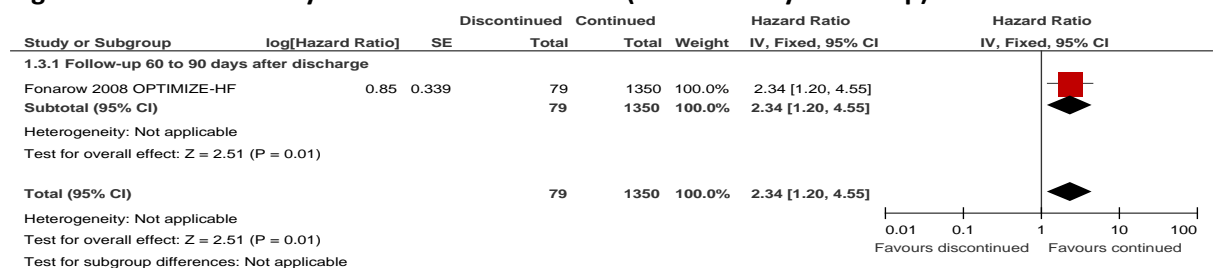 Discontinued Continued Hazard Ratio Hazard Ratio
Study or Subgroup log[Hazard Ratio] SE Total Total Weight IV, Fixed, 95% CI IV, Fixed, 95% CI
1.3.1 Follow-up 60 to 90 days after discharge
Fonarow 2008 OPTIMIZE-HF 0.85 0.339 79 1350 100.0% 2.34 [1.20, 4.55]
Subtotal (95% CI) 79 1350 100.0% 2.34 [1.20, 4.55]
Heterogeneity: Not applicable
Test for overall effect: Z = 2.51 (P = 0.01)
Total (95% CI) 79 1350 100.0% 2.34 [1.20, 4.55]
Heterogeneity: Not applicable
Test for overall effect: Z = 2.51 (P = 0.01)
Test for subgroup differences: Not applicable
0.01 0.1 1 10 100
Favours discontinued Favours continued